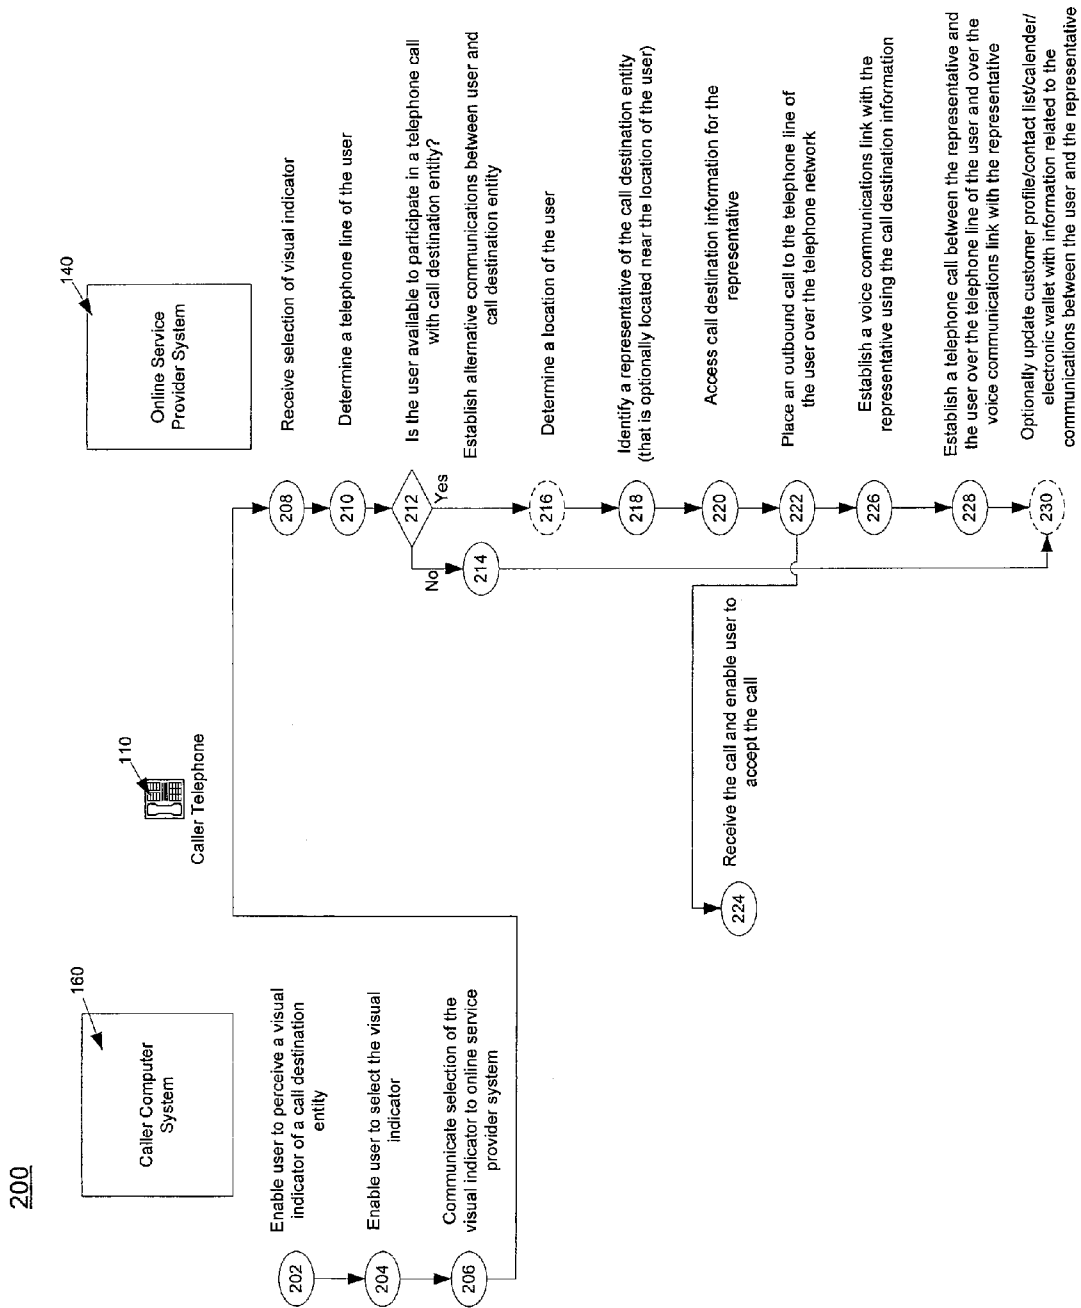 200
160
Caller Computer
System
110
Caller Telephone
140
Online Service
Provider System
202
Enable user to perceive a visual
indicator of a call destination
entity
204
Enable user to select the visual
indicator
206
Communicate selection of the
visual indicator to online service
provider system
208
Receive selection of visual indicator
210
Determine a telephone line of the user
212
Is the user available to participate in a telephone call
with call destination entity?
Yes
No
214
Establish alternative communications between user and
call destination entity
216
Determine a location of the user
218
Identify a representative of the call destination entity
(that is optionally located near the location of the user)
220
Access call destination information for the
representative
222
Place an outbound call to the telephone line of
the user over the telephone network
224
Receive the call and enable user to
accept the call
226
Establish a voice communications link with the
representative using the call destination information
228
Establish a telephone call between the representative and
the user over the telephone line of the user and over the
voice communications link with the representative
230
Optionally update customer profile/contact list/calender/
electronic wallet with information related to the
communications between the user and the representative